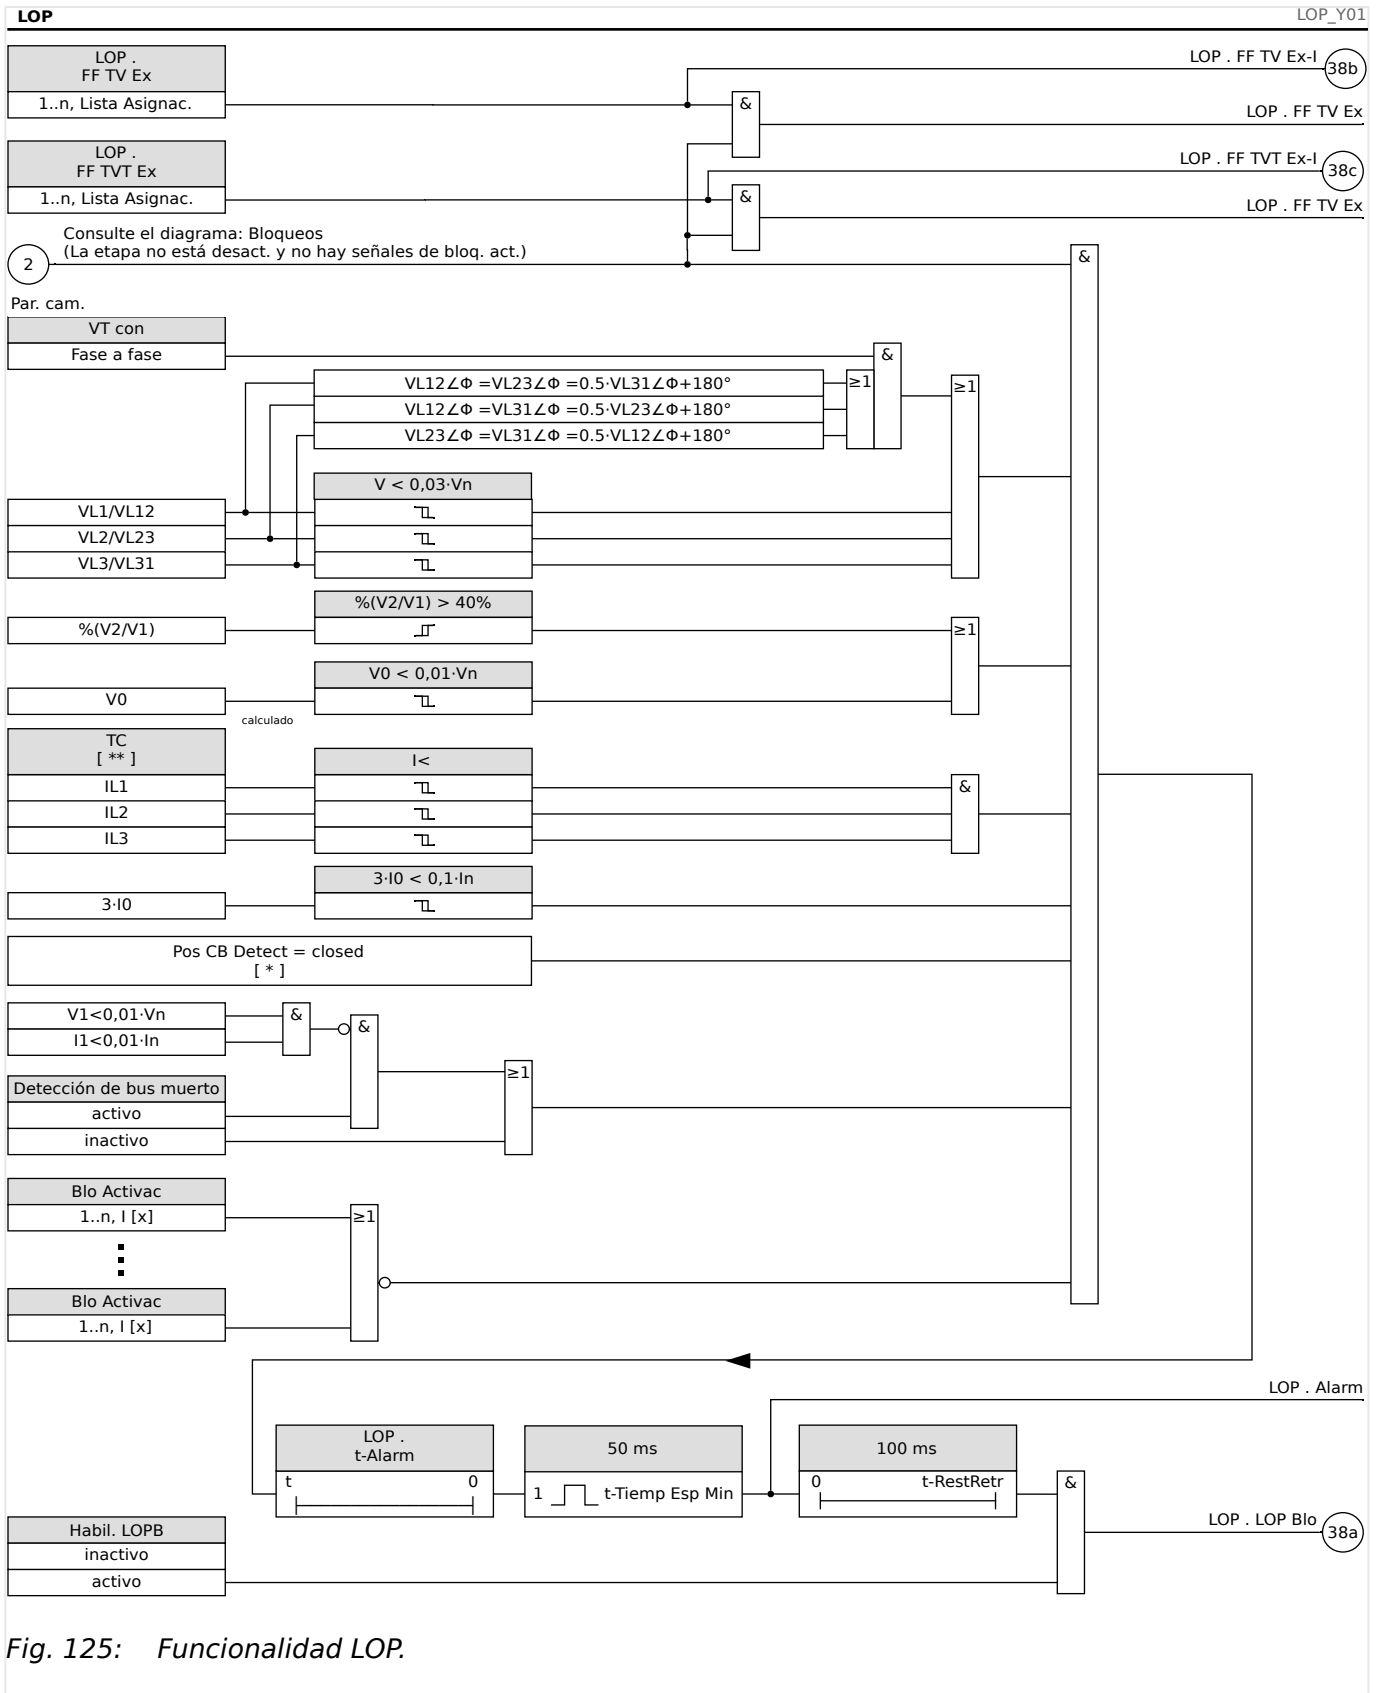 LOP
LOP_Y01
LOP .
FF TV Ex
1..n, Lista Asignac.
LOP . FF TV Ex-I
38b
&
LOP . FF TV Ex
LOP .
FF TVT Ex
1..n, Lista Asignac.
LOP . FF TVT Ex-I
38c
&
LOP . FF TV Ex
Consulte el diagrama: Bloqueos
(La etapa no está desact. y no hay señales de bloq. act.)
2
&
Par. cam.
VT con
Fase a fase
&
VL12∠Φ =VL23∠Φ =0.5·VL31∠Φ+180°
≥1
≥1
VL12∠Φ =VL31∠Φ =0.5·VL23∠Φ+180°
VL23∠Φ =VL31∠Φ =0.5·VL12∠Φ+180°
V < 0,03·Vn
VL1/VL12
VL2/VL23
VL3/VL31
%(V2/V1) > 40%
%(V2/V1)
≥1
V0 < 0,01·Vn
V0
calculado
TC
[ ** ]
I<
IL1
&
IL2
IL3
3·I0 < 0,1·In
3·I0
Pos CB Detect = closed
[ * ]
V1<0,01·Vn
&
&
I1<0,01·In
≥1
Detección de bus muerto
activo
inactivo
Blo Activac
1..n, I [x]
≥1
Blo Activac
1..n, I [x]
LOP . Alarm
LOP .
t-Alarm
50 ms
100 ms
t 0
1 t-Tiemp Esp Min
0 t-RestRetr
&
Habil. LOPB
LOP . LOP Blo
38a
inactivo
activo
Fig. 125: Funcionalidad LOP.